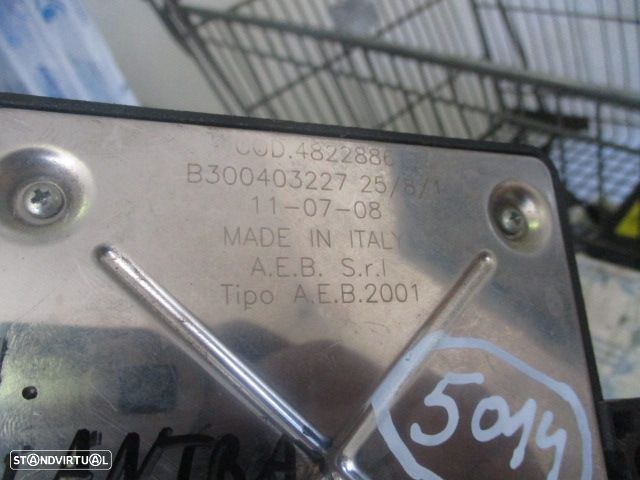 COD.4822886
B300403227 25/8/1
11-07-08
MADE IN ITALY
A.E.B. S.r.l
Tipo A.E.B.2001
5014
STANDVIRTUAL